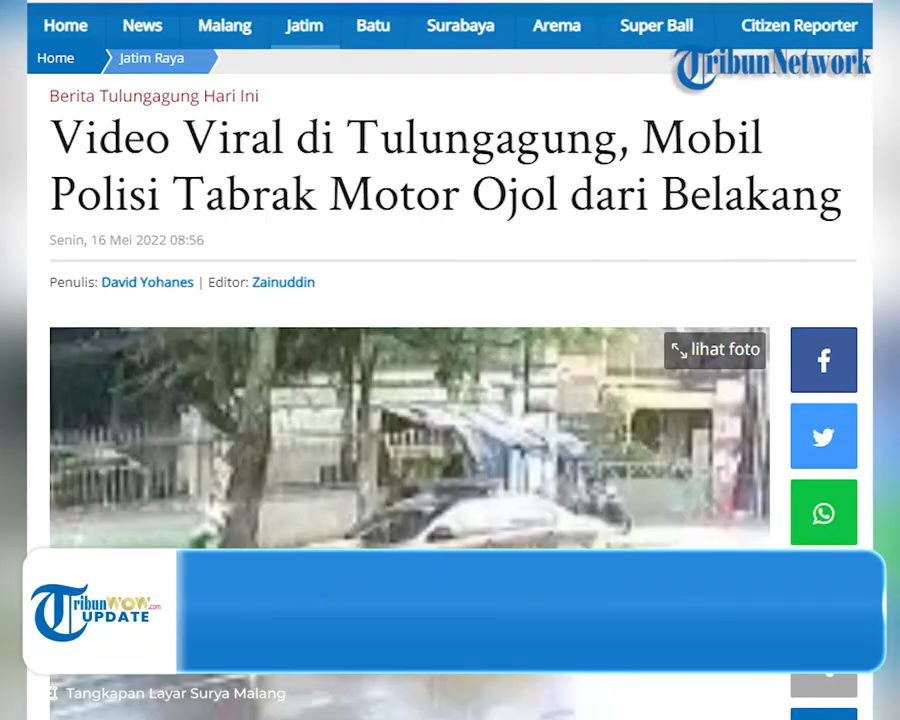 Home News Malang Jatim Batu Surabaya Arema Super Ball Citizen Reporter
Home Jatim Raya
TribunNetwork
Berita Tulungagung Hari Ini
Video Viral di Tulungagung, Mobil
Polisi Tabrak Motor Ojol dari Belakang
Senin, 16 Mei 2022 08:56
Penulis: David Yohanes | Editor: Zainuddin
lihat foto
TribunWOW.com
UPDATE
Tangkapan Layar Surya Malang